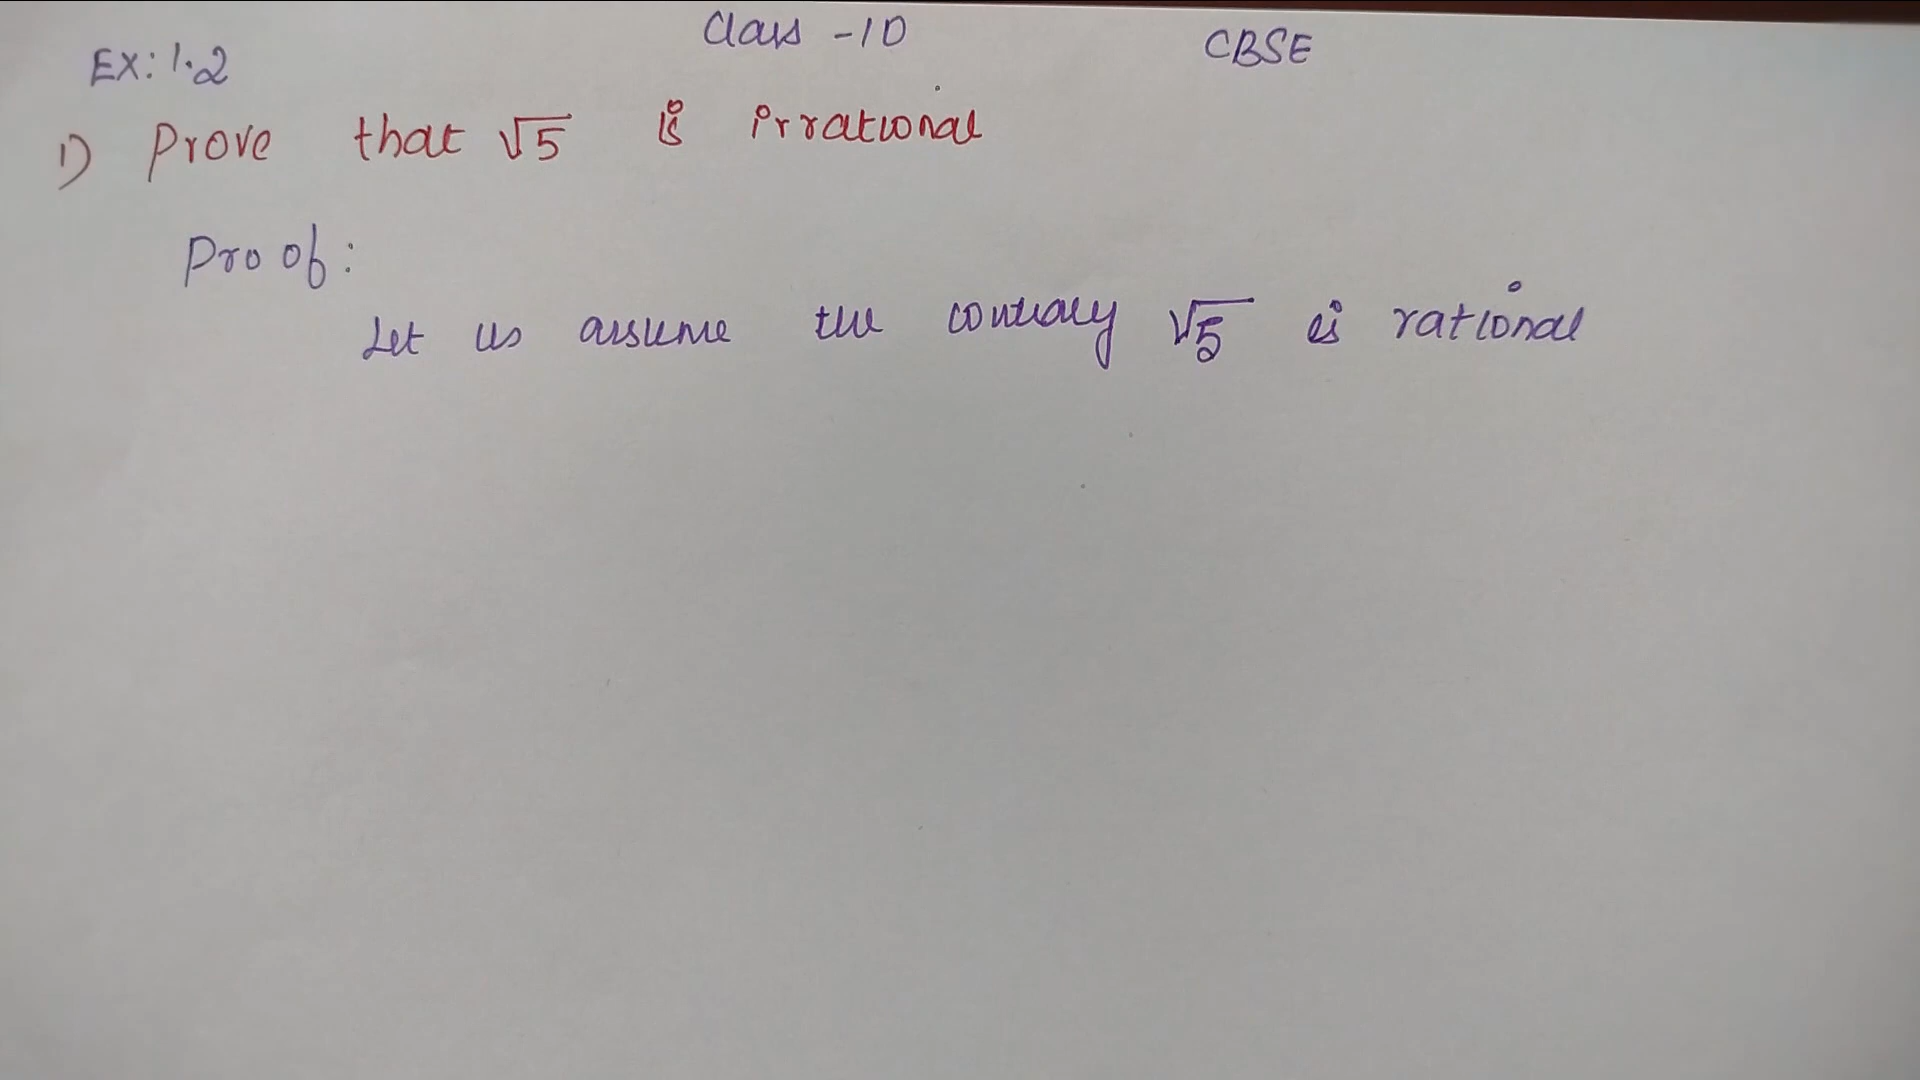 Class - 10 CBSE
EX: 1.2
1) Prove that √5 is irrational
Proof:
Let us assume the contrary √5 is rational